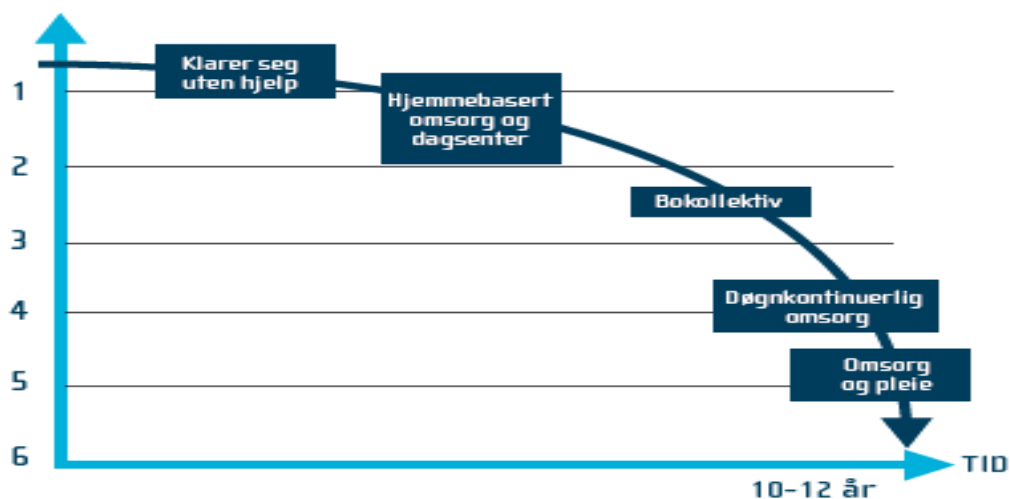 Klarer seg
uten hjelp
1
Hjemmebasert
omsorg og
dagsenter
2
Bokollektiv
3
Døgnkontinuerlig
omsorg
4
Omsorg
og pleie
5
6
TID
10-12 år